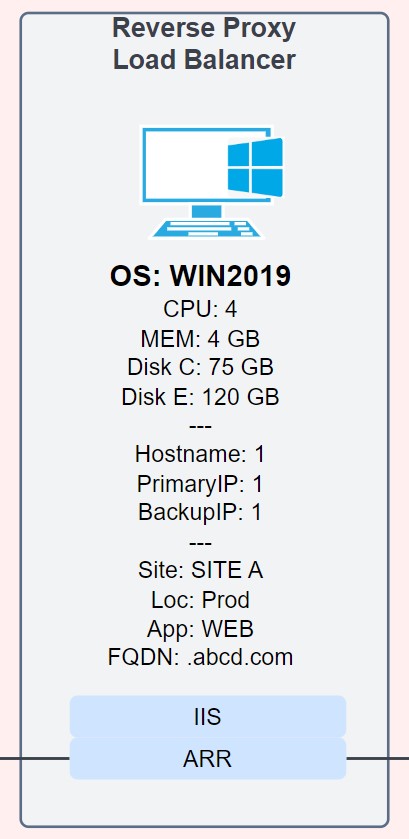 Reverse Proxy
Load Balancer
OS: WIN2019
CPU: 4
MEM: 4 GB
Disk C: 75 GB
Disk E: 120 GB
---
Hostname: 1
PrimaryIP: 1
BackupIP: 1
---
Site: SITE A
Loc: Prod
App: WEB
FQDN: .abcd.com
IIS
ARR